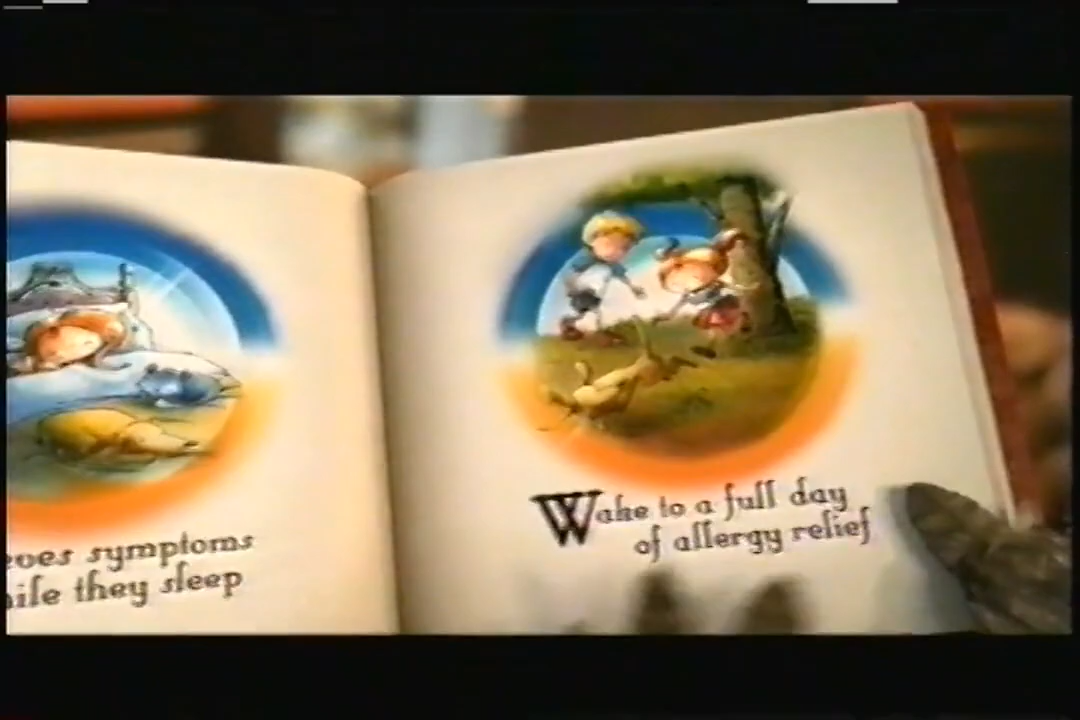 symptoms
they sleep
Wake to a full day
of allergy relief